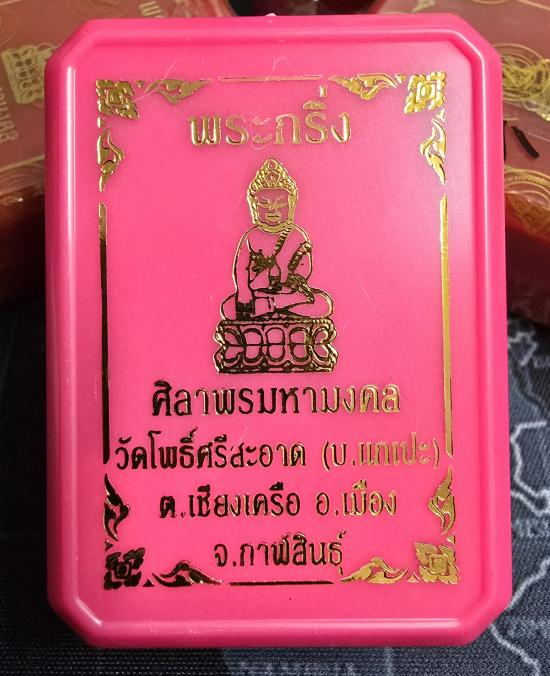 พระกริ่ง
ศิลาพรมหามงคล
วัดโพธิ์ศรีสะอาด (บ.แกเปะ)
ต.เชียงเครือ อ.เมือง
จ.กาฬสินธุ์